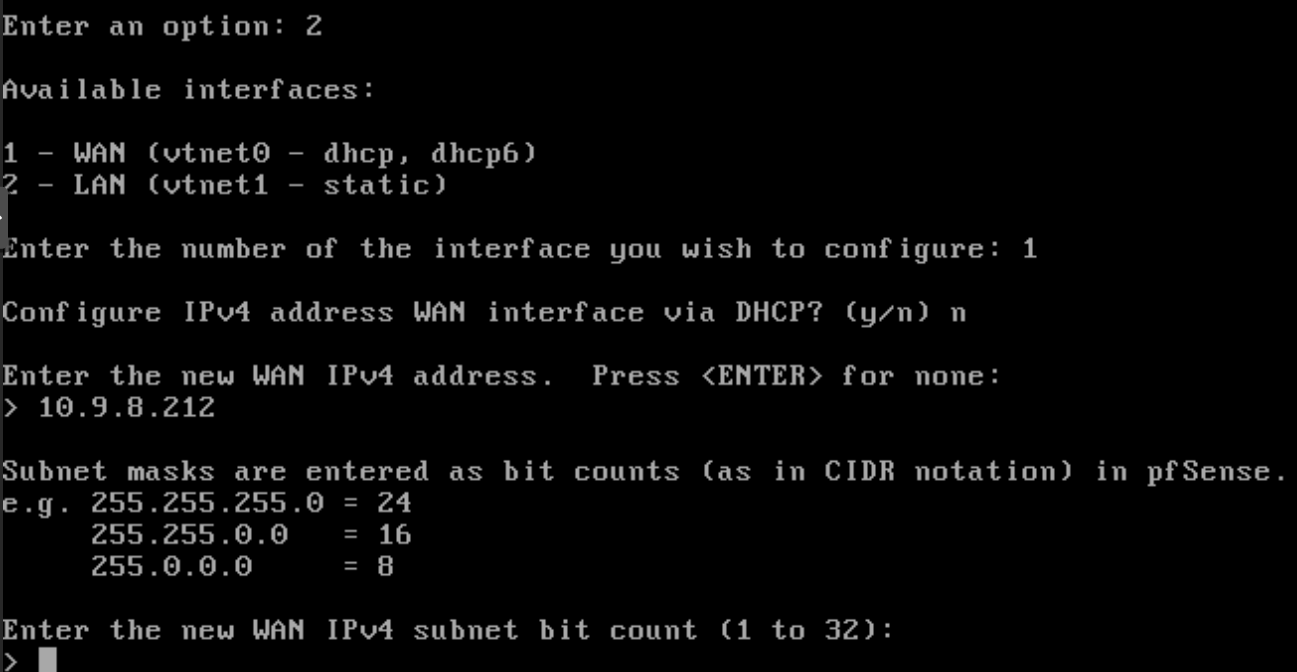 Enter an option: 2
Available interfaces:
1 - WAN (vtnet0 - dhcp, dhcp6)
2 - LAN (vtnet1 - static)
Enter the number of the interface you wish to configure: 1
Configure IPv4 address WAN interface via DHCP? (y/n) n
Enter the new WAN IPv4 address.  Press <ENTER> for none:
> 10.9.8.212
Subnet masks are entered as bit counts (as in CIDR notation) in pfSense.
e.g. 255.255.255.0 = 24
     255.255.0.0   = 16
     255.0.0.0     = 8
Enter the new WAN IPv4 subnet bit count (1 to 32):
>